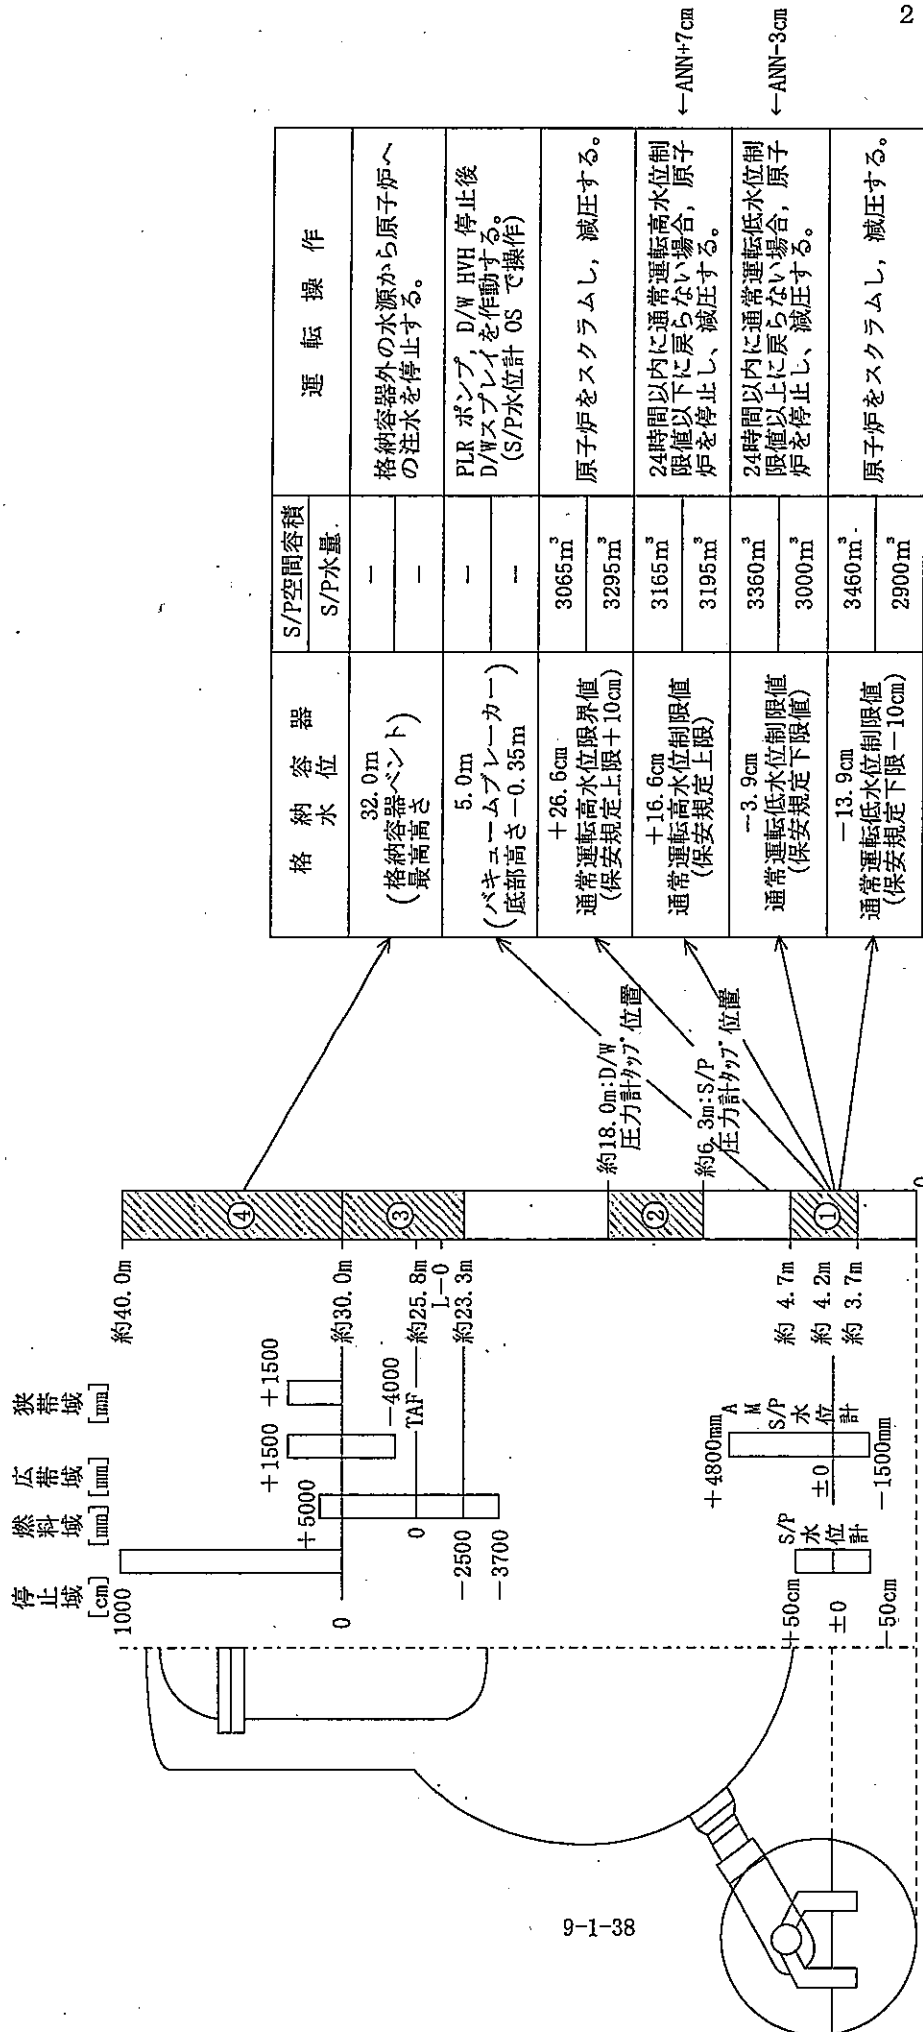 停止域
[cm]
燃料域
[mm]
広帯域
[mm]
狭帯域
[mm]
1000
0
+5000
0
−2500
−3700
+1500
−4000
TAF
+1500
約40.0m
約30.0m
約25.8m
L-0
約23.3m
約 4.7m
約 4.2m
約 3.7m
+50cm
±0
−50cm
S/P
水位計
+4800mm
±0
−1500mm
AM
S/P
水位計
④
③
②
①
0
約18.0m:D/W
圧力計タップ位置
約6.3m:S/P
圧力計タップ位置
格納容器
水位
S/P空間容積
S/P水量
運転操作
32.0m
(格納容器ベント
最高高さ)
−
−
格納容器外の水源から原子炉へ
の注水を停止する。
5.0m
(バキュームブレーカー
底部高さ−0.35m)
−
−
PLR ポンプ, D/W HVH 停止後
D/Wスプレイを作動する。
(S/P水位計 OS で操作)
+26.6cm
通常運転高水位限界値
(保安規定上限+10cm)
3065m³
3295m³
原子炉をスクラムし, 減圧する。
+16.6cm
通常運転高水位制限値
(保安規定上限)
3165m³
3195m³
24時間以内に通常運転高水位制
限値以下に戻らない場合, 原子
炉を停止し、減圧する。
←ANN+7cm
−3.9cm
通常運転低水位制限値
(保安規定下限値)
3360m³
3000m³
24時間以内に通常運転低水位制
限値以上に戻らない場合, 原子
炉を停止し、減圧する。
←ANN-3cm
−13.9cm
通常運転低水位制限値
(保安規定下限−10cm)
3460m³
2900m³
原子炉をスクラムし, 減圧する。
9-1-38
2